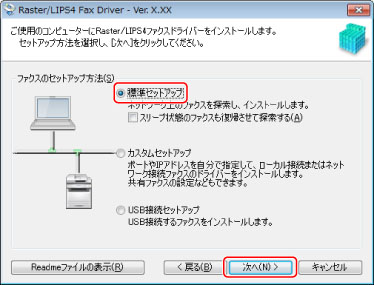 Raster/LIPS4 Fax Driver - Ver. X.XX
ご使用のコンピューターにRaster/LIPS4ファクスドライバーをインストールします。
セットアップ方法を選択し、[次へ]をクリックしてください。
ファクスのセットアップ方法(S)
標準セットアップ
ネットワーク上のファクスを探索し、インストールします。
スリープ状態のファクスも復帰させて探索する(A)
カスタムセットアップ
ポートやIPアドレスを自分で指定して、ローカル接続またはネット
ワーク接続ファクスのドライバーをインストールします。
共有ファクスの設定などもできます。
USB接続セットアップ
USB接続するファクスをインストールします。
Readmeファイルの表示(R)
< 戻る(B)
次へ(N) >
キャンセル